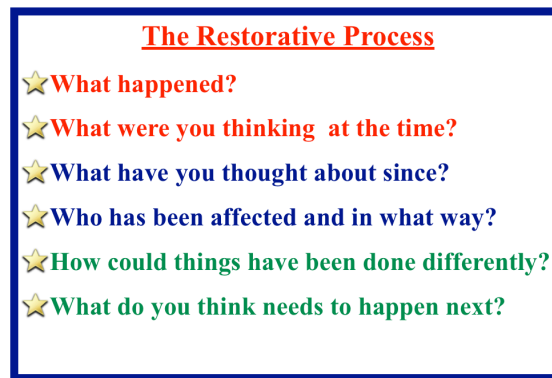 The Restorative Process
What happened?
What were you thinking  at the time?
What have you thought about since?
Who has been affected and in what way?
How could things have been done differently?
What do you think needs to happen next?